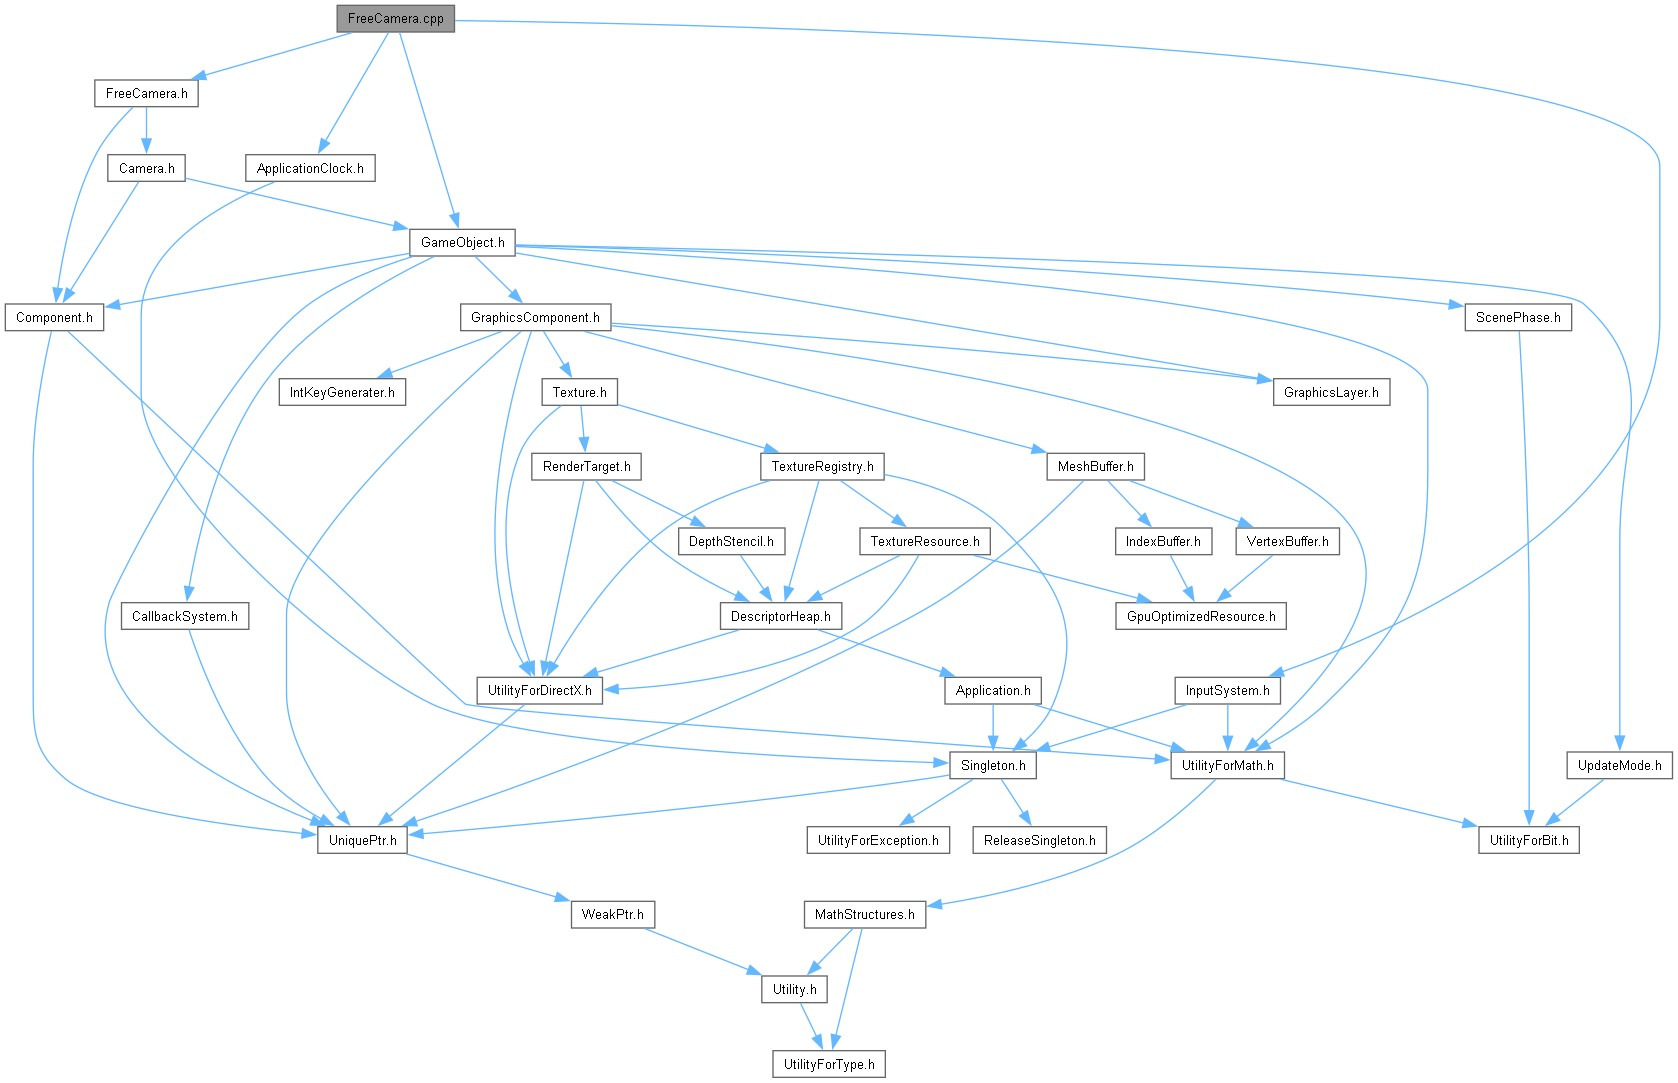 FreeCamera.cpp
FreeCamera.h
Camera.h
ApplicationClock.h
GameObject.h
Component.h
GraphicsComponent.h
ScenePhase.h
IntKeyGenerater.h
Texture.h
GraphicsLayer.h
RenderTarget.h
TextureRegistry.h
MeshBuffer.h
DepthStencil.h
TextureResource.h
IndexBuffer.h
VertexBuffer.h
CallbackSystem.h
DescriptorHeap.h
GpuOptimizedResource.h
UtilityForDirectX.h
Application.h
InputSystem.h
Singleton.h
UtilityForMath.h
UpdateMode.h
UniquePtr.h
UtilityForException.h
ReleaseSingleton.h
UtilityForBit.h
WeakPtr.h
MathStructures.h
Utility.h
UtilityForType.h